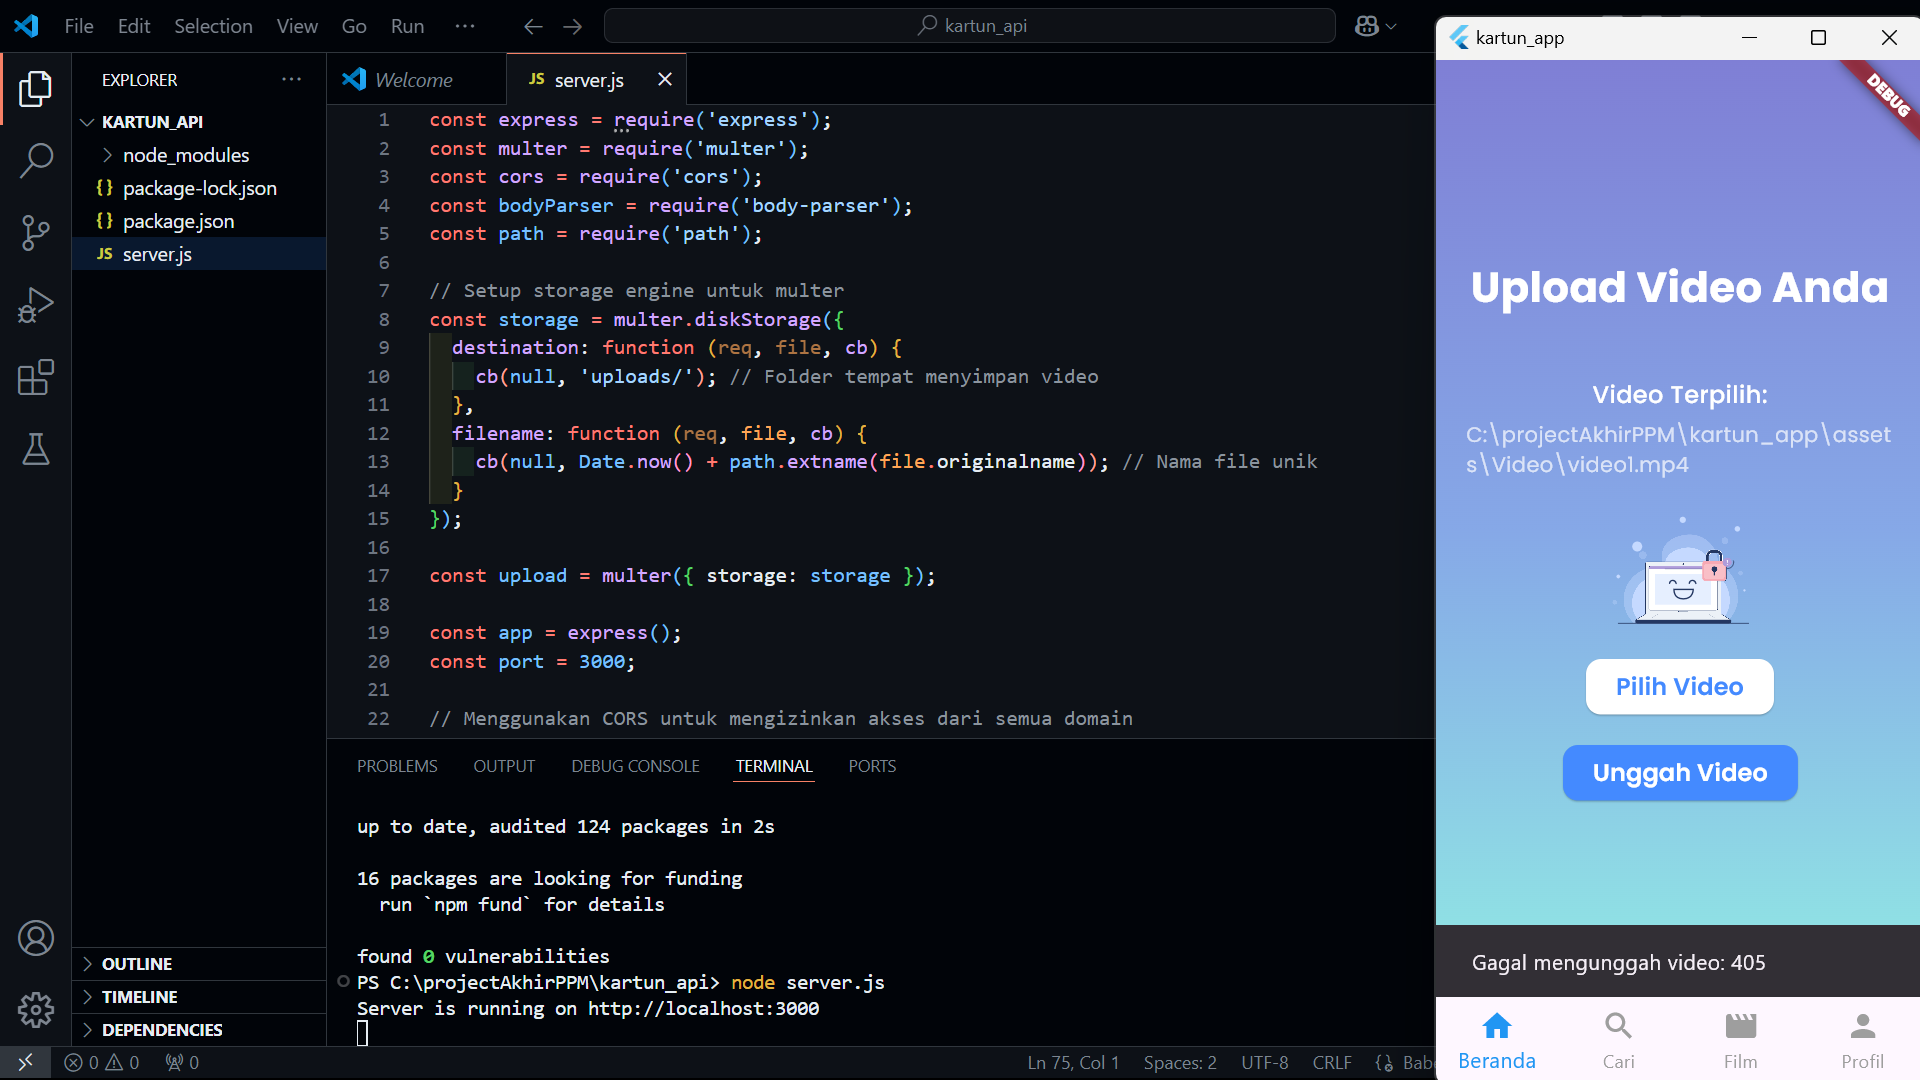 File Edit Selection View Go Run ···
kartun_api
EXPLORER ···
KARTUN_API
node_modules
{} package-lock.json
{} package.json
JS server.js
OUTLINE
TIMELINE
DEPENDENCIES
Welcome
JS server.js
1 const express = require('express');
2 const multer = require('multer');
3 const cors = require('cors');
4 const bodyParser = require('body-parser');
5 const path = require('path');
6
7 // Setup storage engine untuk multer
8 const storage = multer.diskStorage({
9 destination: function (req, file, cb) {
10 cb(null, 'uploads/'); // Folder tempat menyimpan video
11 },
12 filename: function (req, file, cb) {
13 cb(null, Date.now() + path.extname(file.originalname)); // Nama file unik
14 }
15 });
16
17 const upload = multer({ storage: storage });
18
19 const app = express();
20 const port = 3000;
21
22 // Menggunakan CORS untuk mengizinkan akses dari semua domain
PROBLEMS OUTPUT DEBUG CONSOLE TERMINAL PORTS
up to date, audited 124 packages in 2s
16 packages are looking for funding
run `npm fund` for details
found 0 vulnerabilities
PS C:\projectAkhirPPM\kartun_api> node server.js
Server is running on http://localhost:3000
0 0 0
Ln 75, Col 1 Spaces: 2 UTF-8 CRLF {} Bab
kartun_app
DEBUG
Upload Video Anda
Video Terpilih:
C:\projectAkhirPPM\kartun_app\asset
s\Video\video1.mp4
Pilih Video
Unggah Video
Gagal mengunggah video: 405
Beranda Cari Film Profil